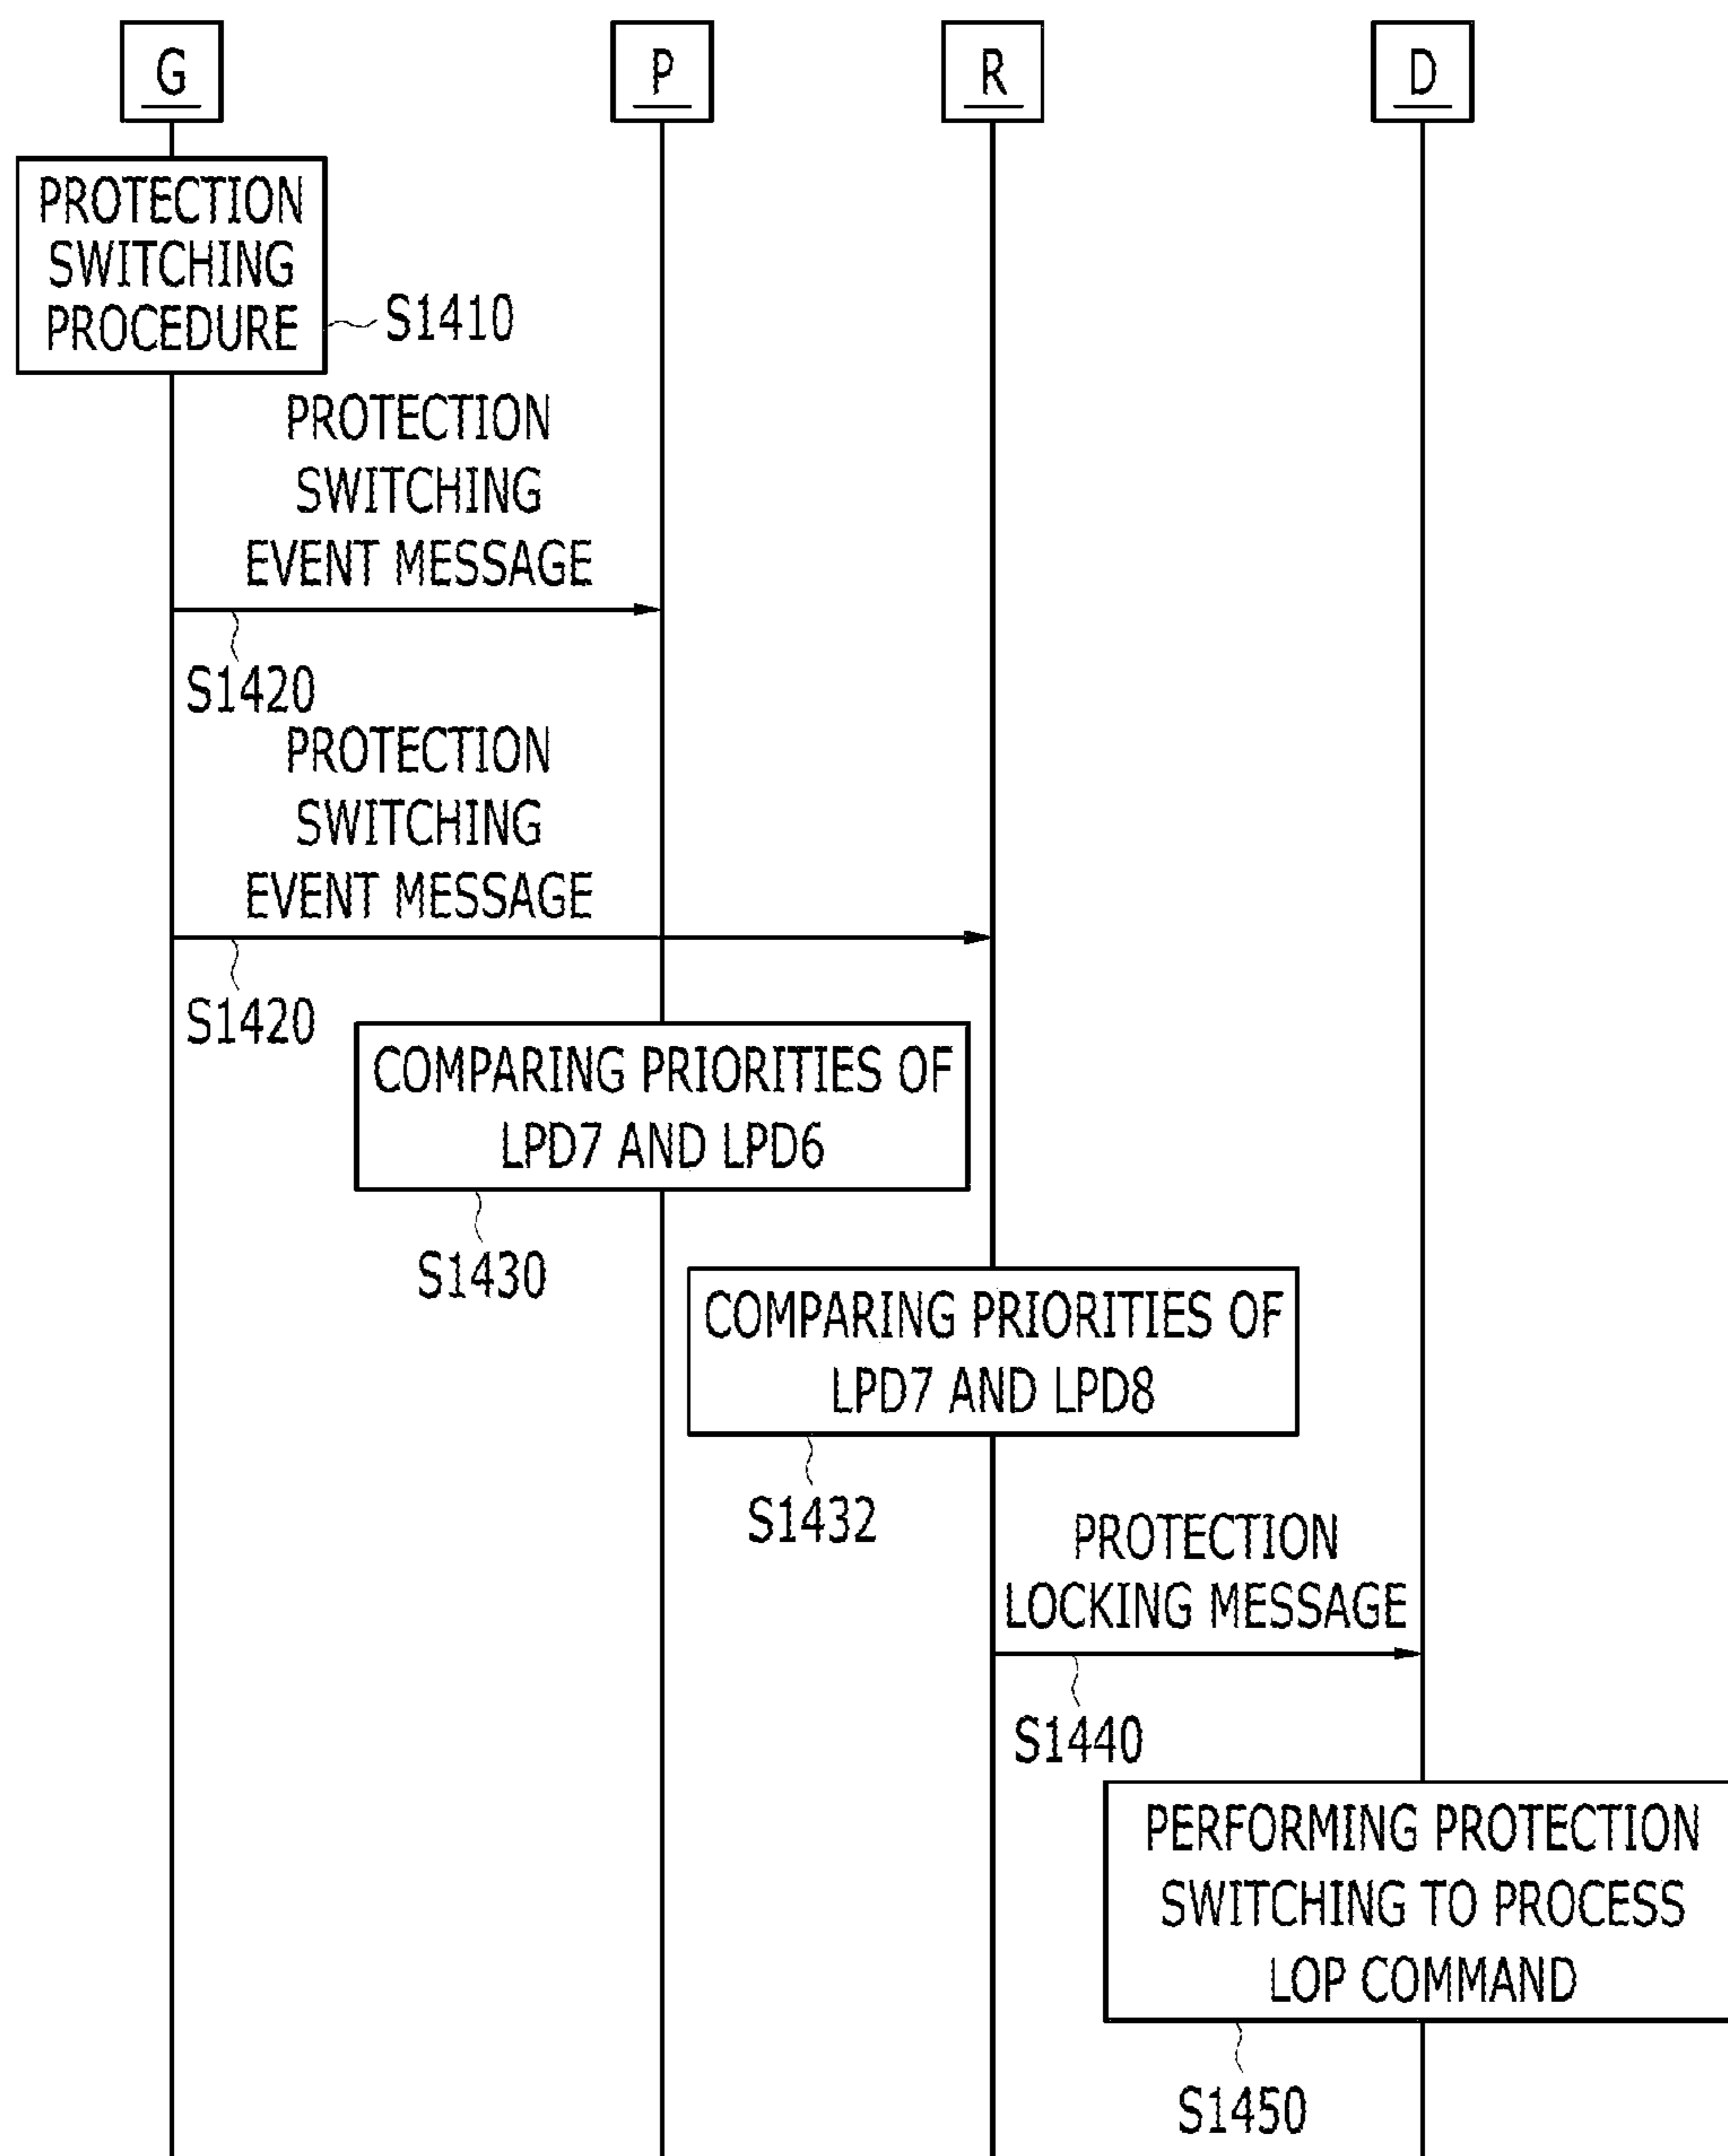 G
P
R
D
PROTECTION
SWITCHING
PROCEDURE
S1410
PROTECTION
SWITCHING
EVENT MESSAGE
S1420
PROTECTION
SWITCHING
EVENT MESSAGE
S1420
COMPARING PRIORITIES OF
LPD7 AND LPD6
S1430
COMPARING PRIORITIES OF
LPD7 AND LPD8
S1432
PROTECTION
LOCKING MESSAGE
S1440
PERFORMING PROTECTION
SWITCHING TO PROCESS
LOP COMMAND
S1450